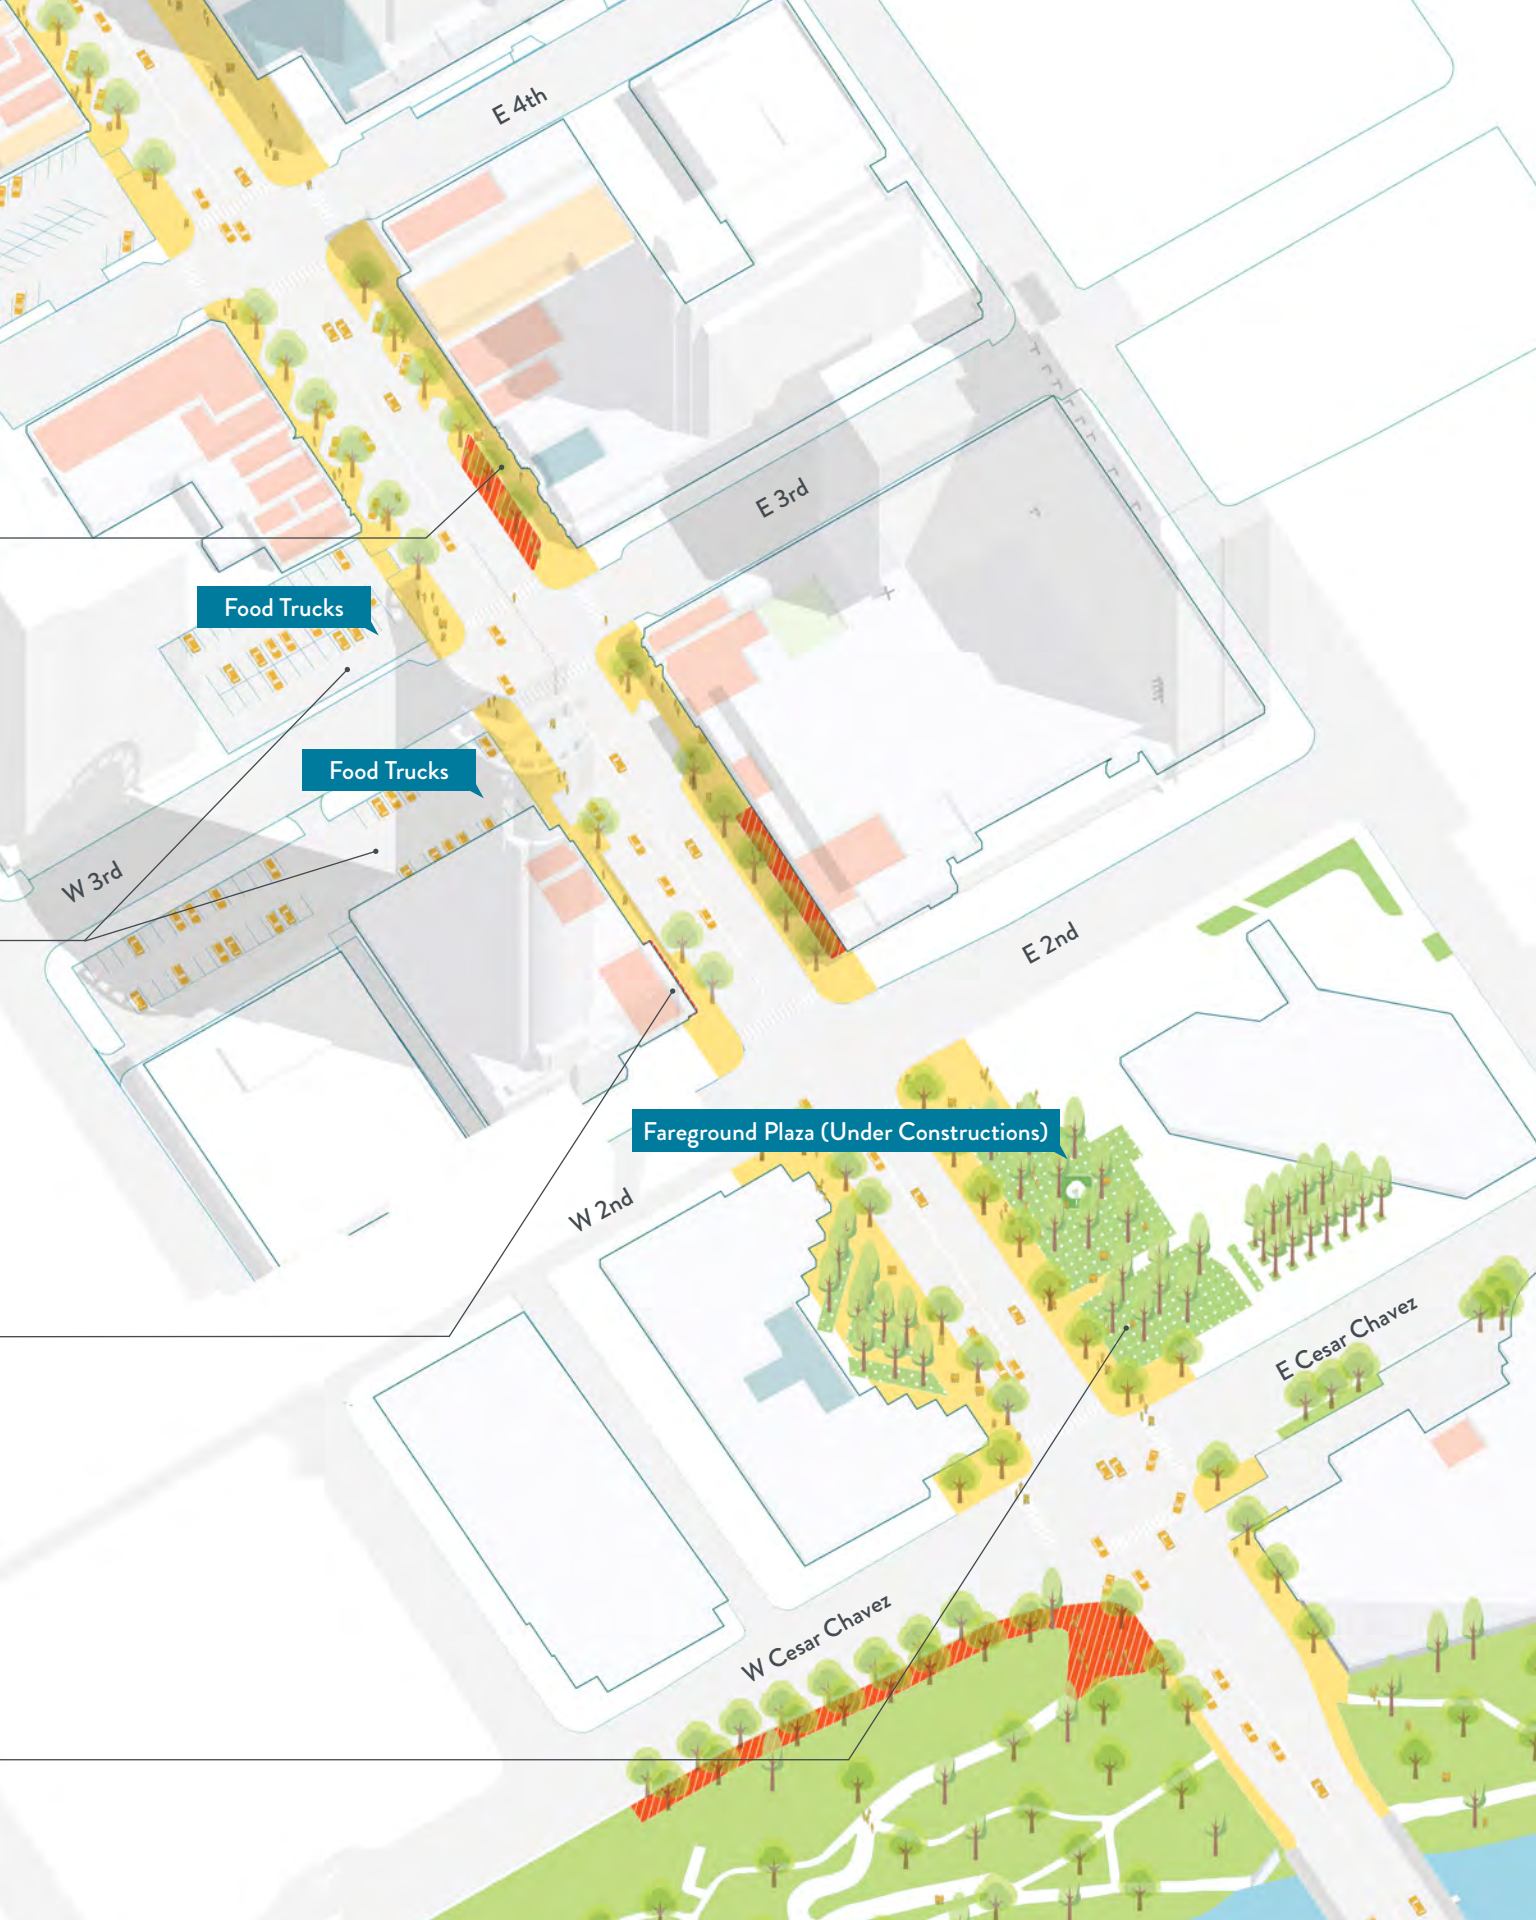 E 4th
E 3rd
Food Trucks
Food Trucks
W 3rd
E 2nd
Fareground Plaza (Under Constructions)
W 2nd
E Cesar Chavez
W Cesar Chavez